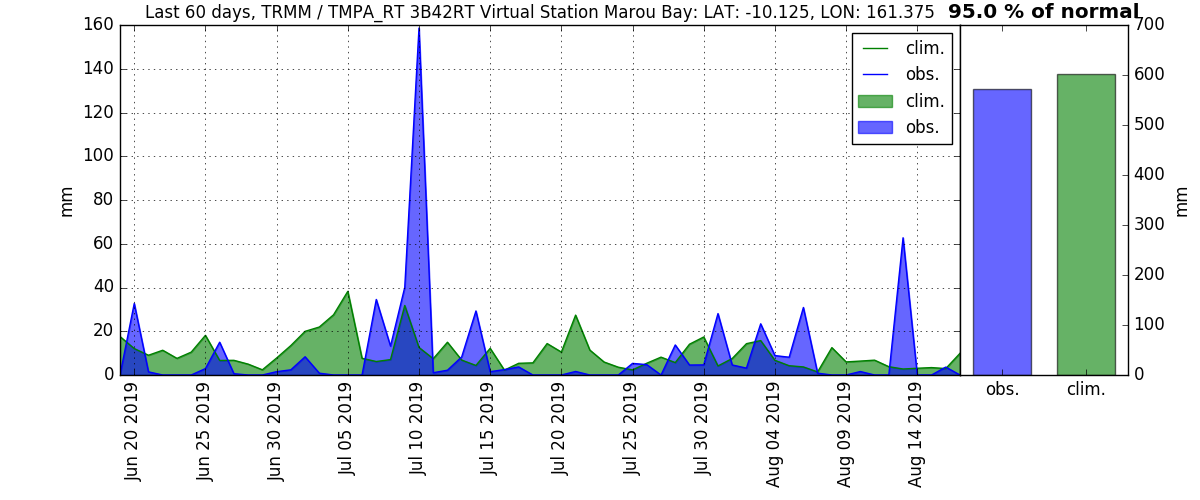 Last 60 days, TRMM / TMPA_RT 3B42RT Virtual Station Marou Bay: LAT: -10.125, LON: 161.375
95.0 % of normal
160
140
120
100
80
60
40
20
0
mm
clim.
obs.
clim.
obs.
Jun 20 2019
Jun 25 2019
Jun 30 2019
Jul 05 2019
Jul 10 2019
Jul 15 2019
Jul 20 2019
Jul 25 2019
Jul 30 2019
Aug 04 2019
Aug 09 2019
Aug 14 2019
700
600
500
400
300
200
100
0
mm
obs.
clim.